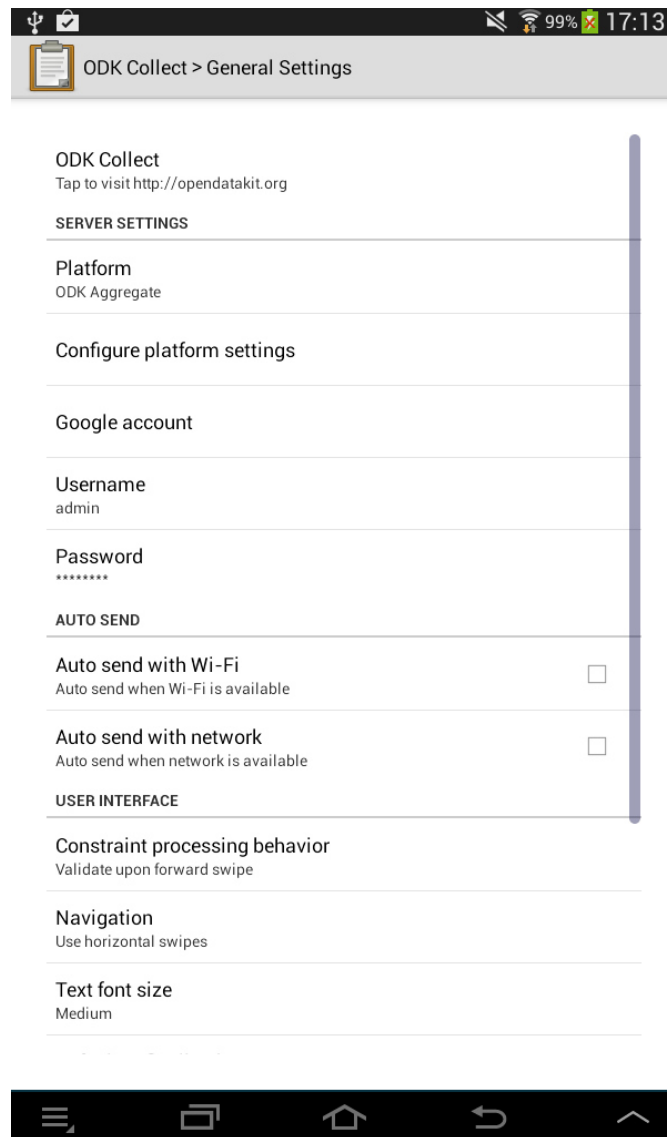 99% 17:13
ODK Collect > General Settings
ODK Collect
Tap to visit http://opendatakit.org
SERVER SETTINGS
Platform
ODK Aggregate
Configure platform settings
Google account
Username
admin
Password
********
AUTO SEND
Auto send with Wi-Fi
Auto send when Wi-Fi is available
Auto send with network
Auto send when network is available
USER INTERFACE
Constraint processing behavior
Validate upon forward swipe
Navigation
Use horizontal swipes
Text font size
Medium